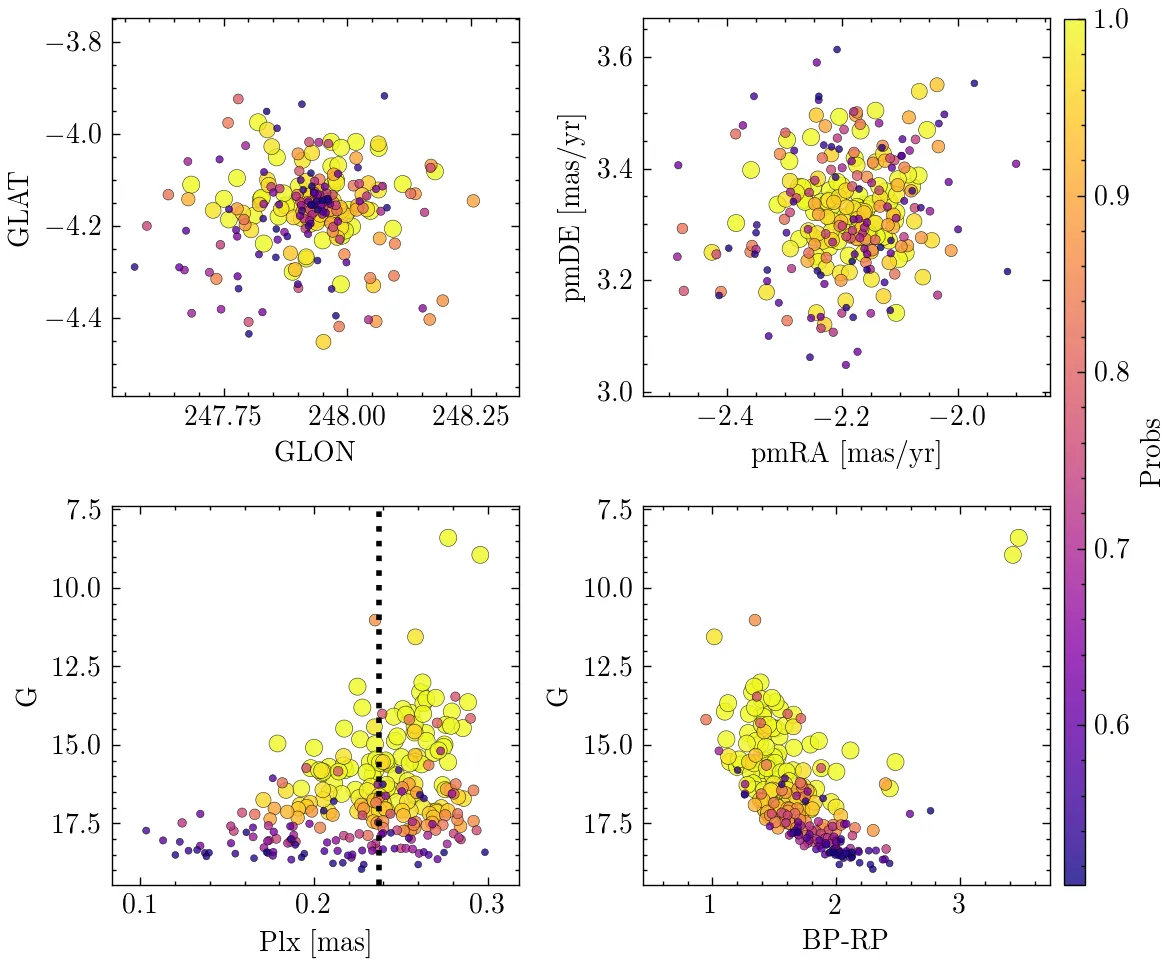 −3.8
−4.0
−4.2
−4.4
GLAT
247.75 248.00 248.25
GLON
3.6
3.4
3.2
3.0
pmDE [mas/yr]
−2.4 −2.2 −2.0
pmRA [mas/yr]
7.5
10.0
12.5
15.0
17.5
G
0.1 0.2 0.3
Plx [mas]
7.5
10.0
12.5
15.0
17.5
G
1 2 3
BP-RP
1.0
0.9
0.8
0.7
0.6
Probs